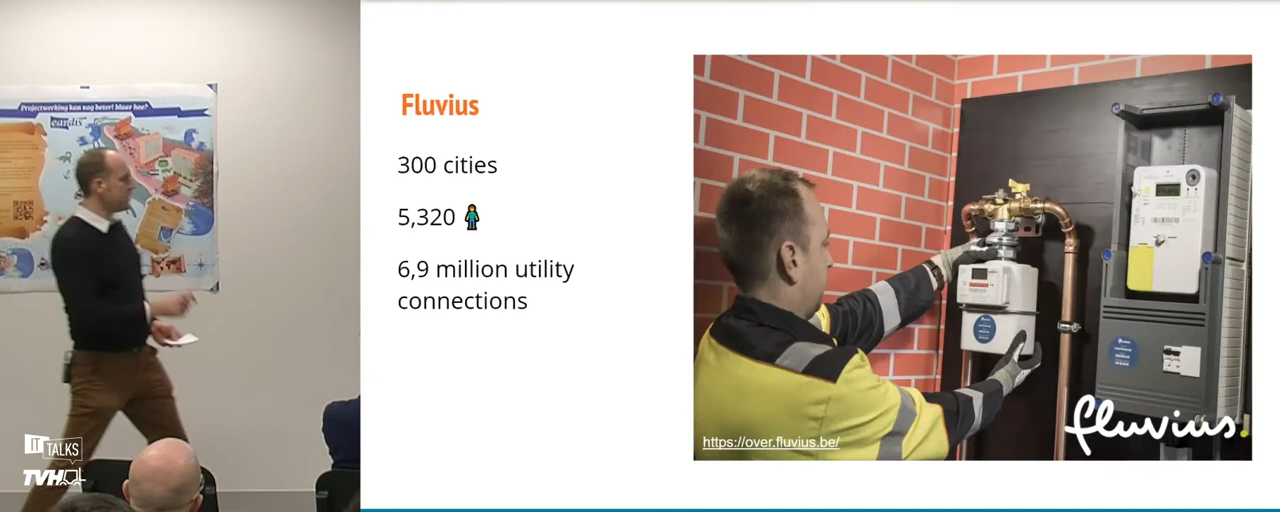 Projectwerking kan nog beter! Maar hoe?
eandis
IT TALKS
TVH
Fluvius
300 cities
5,320
6,9 million utility
connections
https://over.fluvius.be/
fluvius.